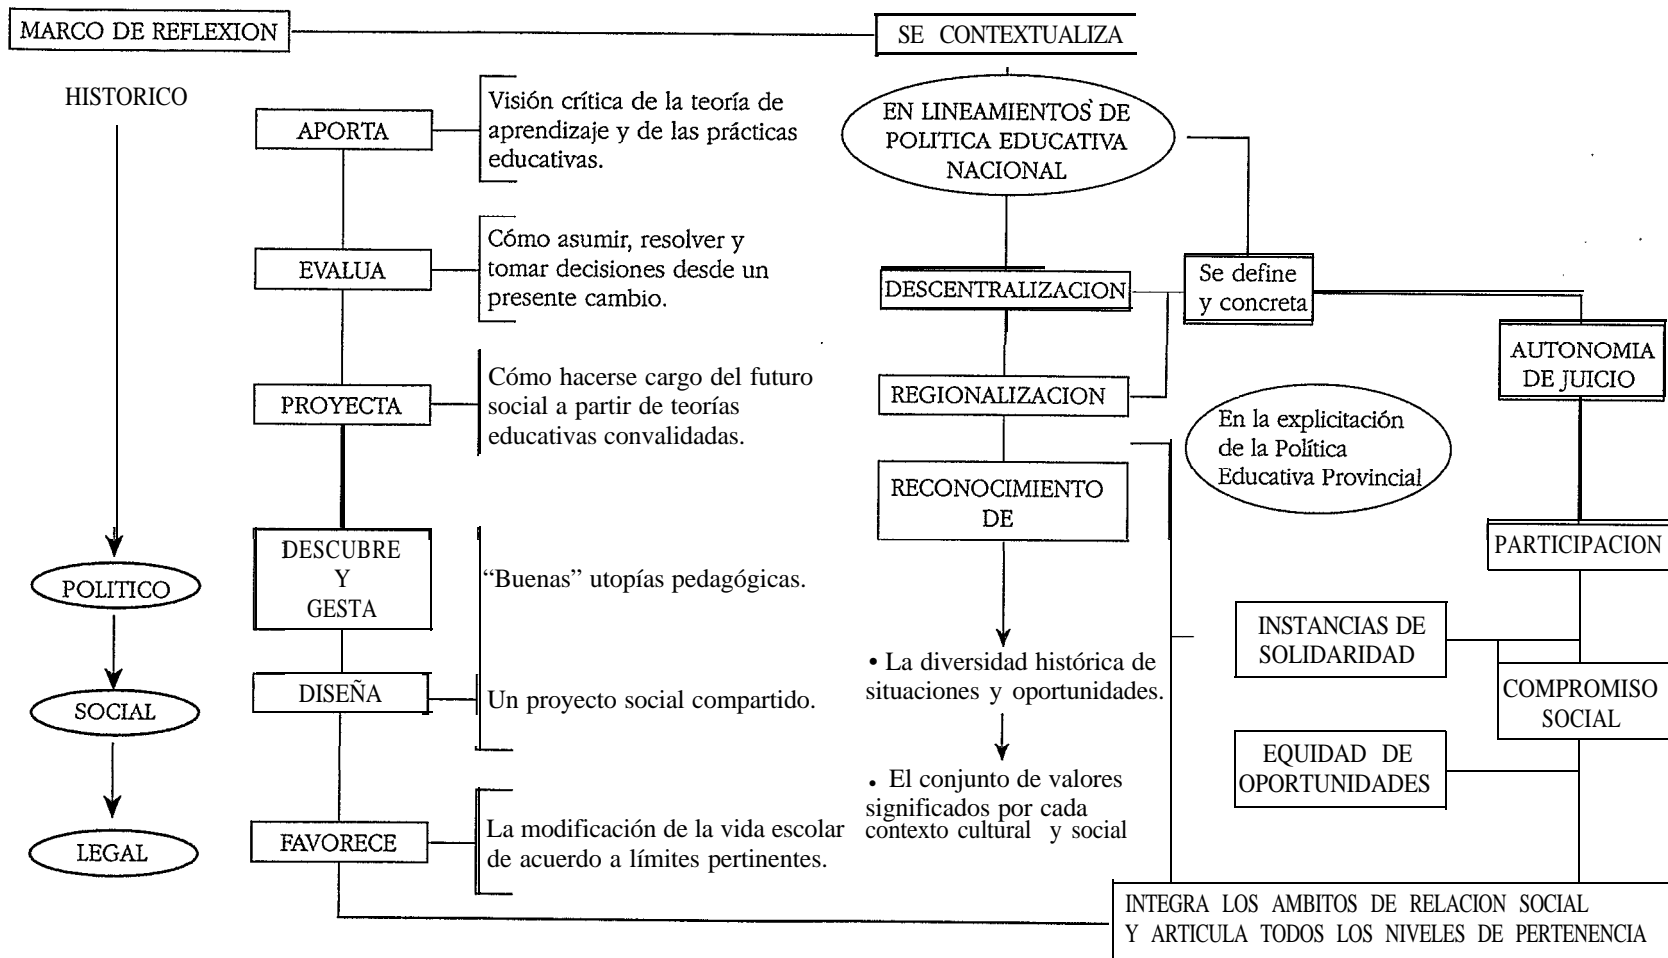 MARCO DE REFLEXION
SE CONTEXTUALIZA
HISTORICO
POLITICO
SOCIAL
LEGAL
APORTA
Visión crítica de la teoría de
aprendizaje y de las prácticas
educativas.
EVALUA
Cómo asumir, resolver y
tomar decisiones desde un
presente cambio.
PROYECTA
Cómo hacerse cargo del futuro
social a partir de teorías
educativas convalidadas.
DESCUBRE
Y
GESTA
“Buenas” utopías pedagógicas.
DISEÑA
Un proyecto social compartido.
FAVORECE
La modificación de la vida escolar
de acuerdo a límites pertinentes.
EN LINEAMIENTOS DE
POLITICA EDUCATIVA
NACIONAL
DESCENTRALIZACION
REGIONALIZACION
RECONOCIMIENTO
DE
• La diversidad histórica de
situaciones y oportunidades.
• El conjunto de valores
significados por cada
contexto cultural y social
Se define
y concreta
En la explicitación
de la Política
Educativa Provincial
AUTONOMIA
DE JUICIO
PARTICIPACION
INSTANCIAS DE
SOLIDARIDAD
COMPROMISO
SOCIAL
EQUIDAD DE
OPORTUNIDADES
INTEGRA LOS AMBITOS DE RELACION SOCIAL
Y ARTICULA TODOS LOS NIVELES DE PERTENENCIA